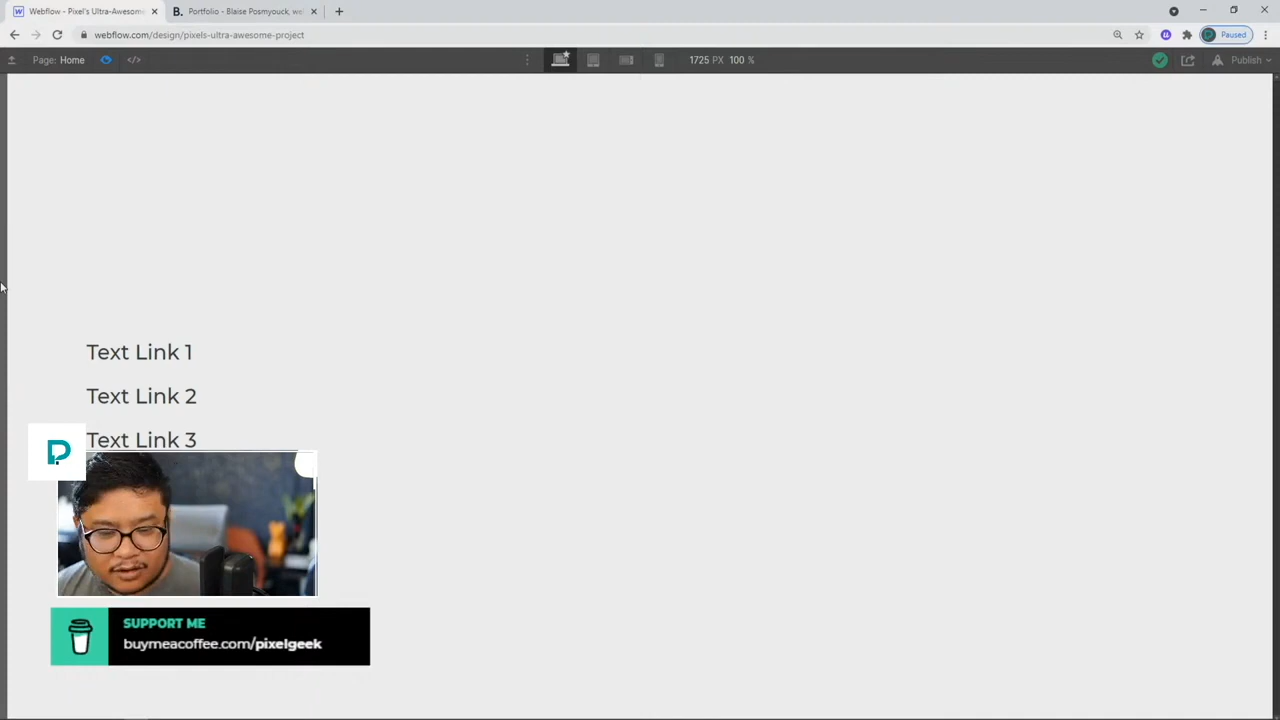 Webflow - Pixel's Ultra-Awesome
B. Portfolio - Blaise Posmyouck, we
webflow.com/design/pixels-ultra-awesome-project
Paused
Page: Home
1725 PX 100 %
Publish
Text Link 1
Text Link 2
Text Link 3
SUPPORT ME
buymeacoffee.com/pixelgeek